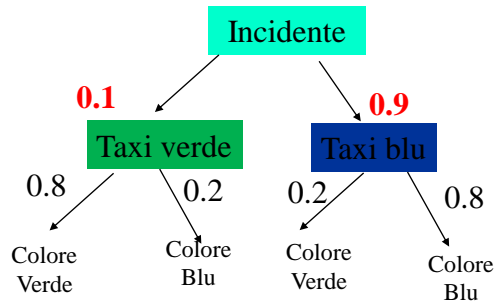 Incidente
0.1
0.9
Taxi verde
Taxi blu
0.8
0.2
0.2
0.8
Colore
Verde
Colore
Blu
Colore
Verde
Colore
Blu